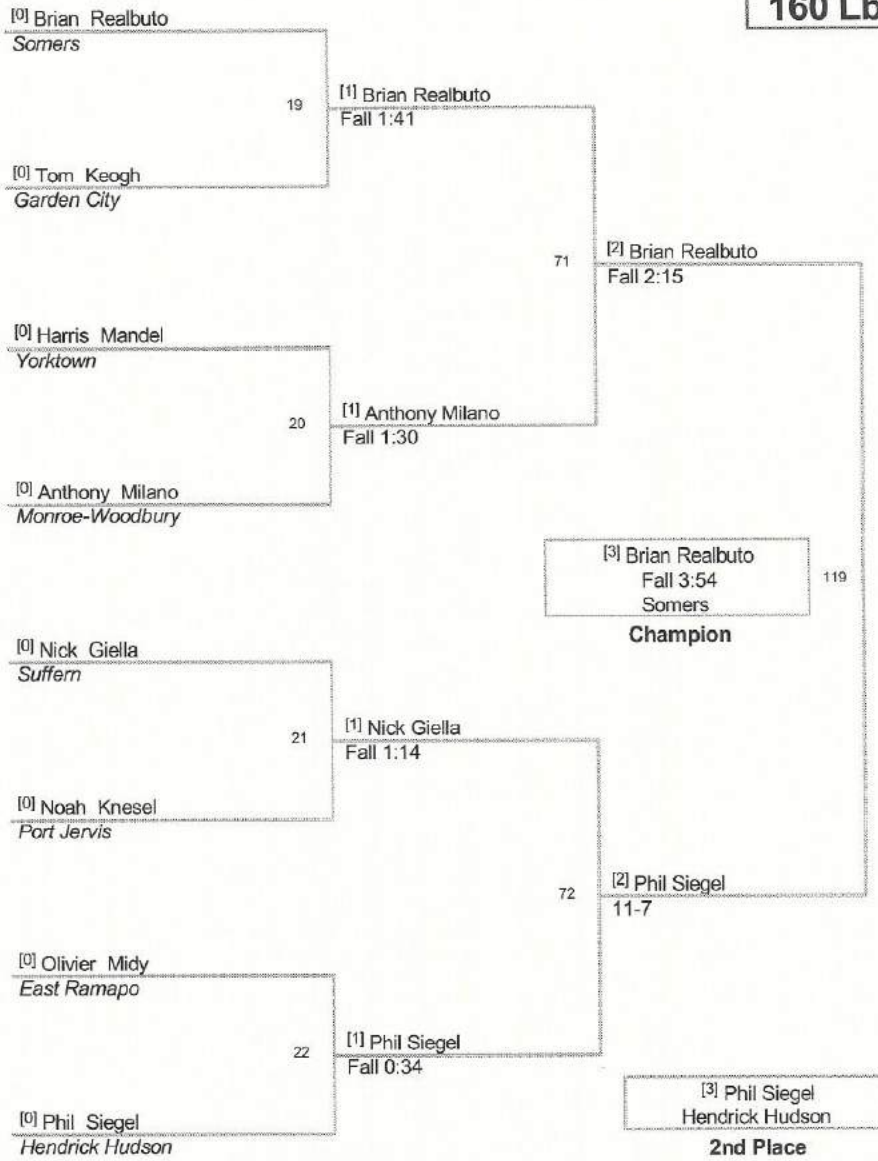 160 Lb
[0] Brian Realbuto
Somers
19
[1] Brian Realbuto
Fall 1:41
[0] Tom Keogh
Garden City
71
[2] Brian Realbuto
Fall 2:15
[0] Harris Mandel
Yorktown
20
[1] Anthony Milano
Fall 1:30
[0] Anthony Milano
Monroe-Woodbury
[3] Brian Realbuto
Fall 3:54
Somers
119
Champion
[0] Nick Giella
Suffern
21
[1] Nick Giella
Fall 1:14
[0] Noah Knesel
Port Jervis
72
[2] Phil Siegel
11-7
[0] Olivier Midy
East Ramapo
22
[1] Phil Siegel
Fall 0:34
[0] Phil Siegel
Hendrick Hudson
[3] Phil Siegel
Hendrick Hudson
2nd Place